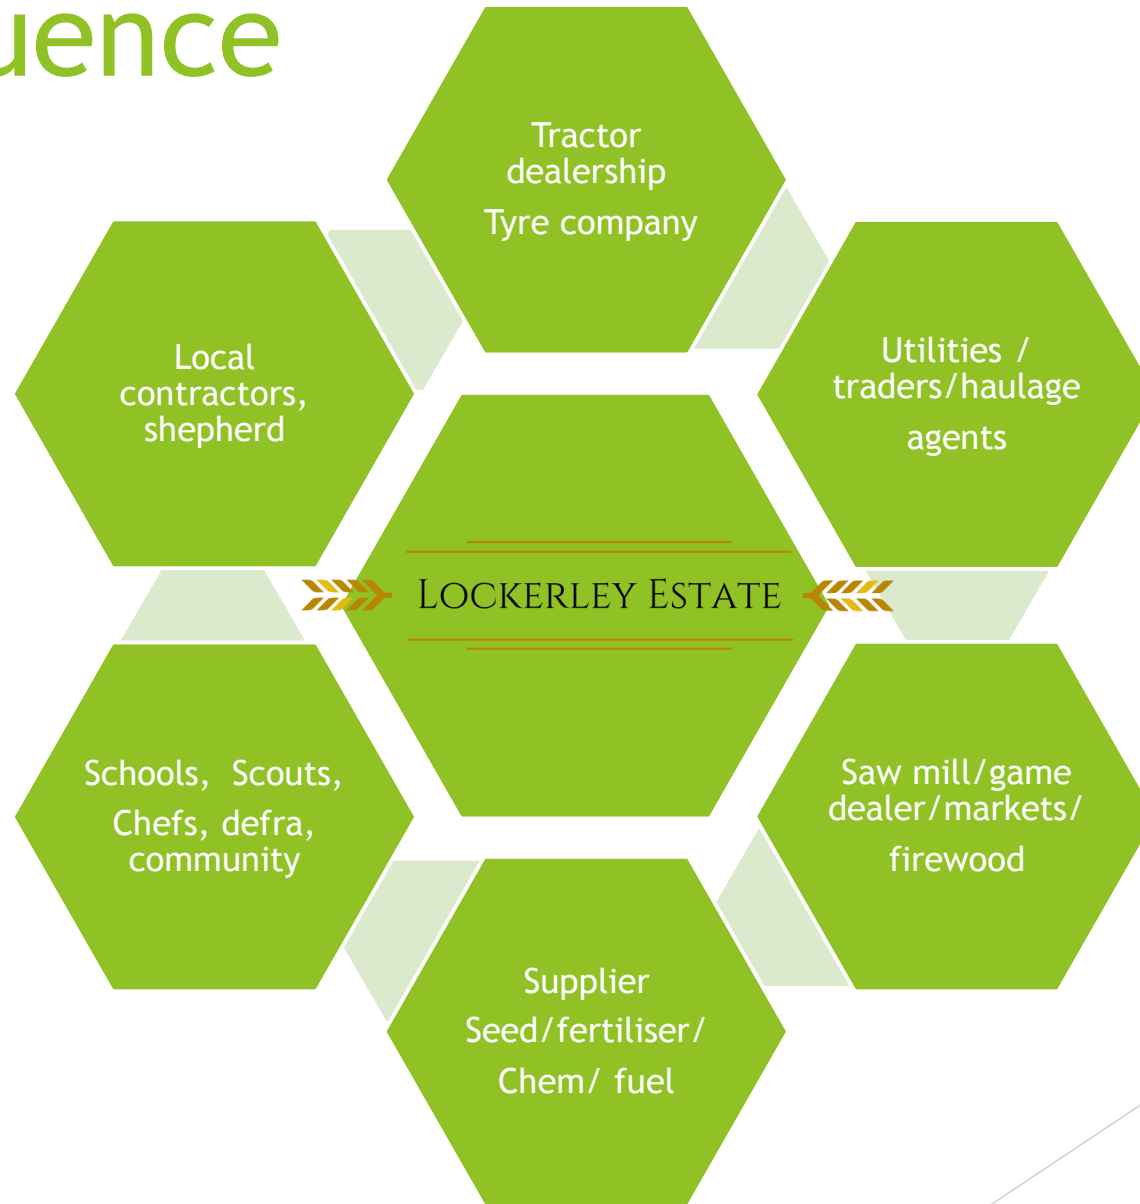 uence
Tractor
dealership
Tyre company
Local
contractors,
shepherd
Utilities /
traders/haulage
agents
LOCKERLEY ESTATE
Schools,  Scouts,
Chefs, defra,
community
Saw mill/game
dealer/markets/
firewood
Supplier
Seed/fertiliser/
Chem/ fuel